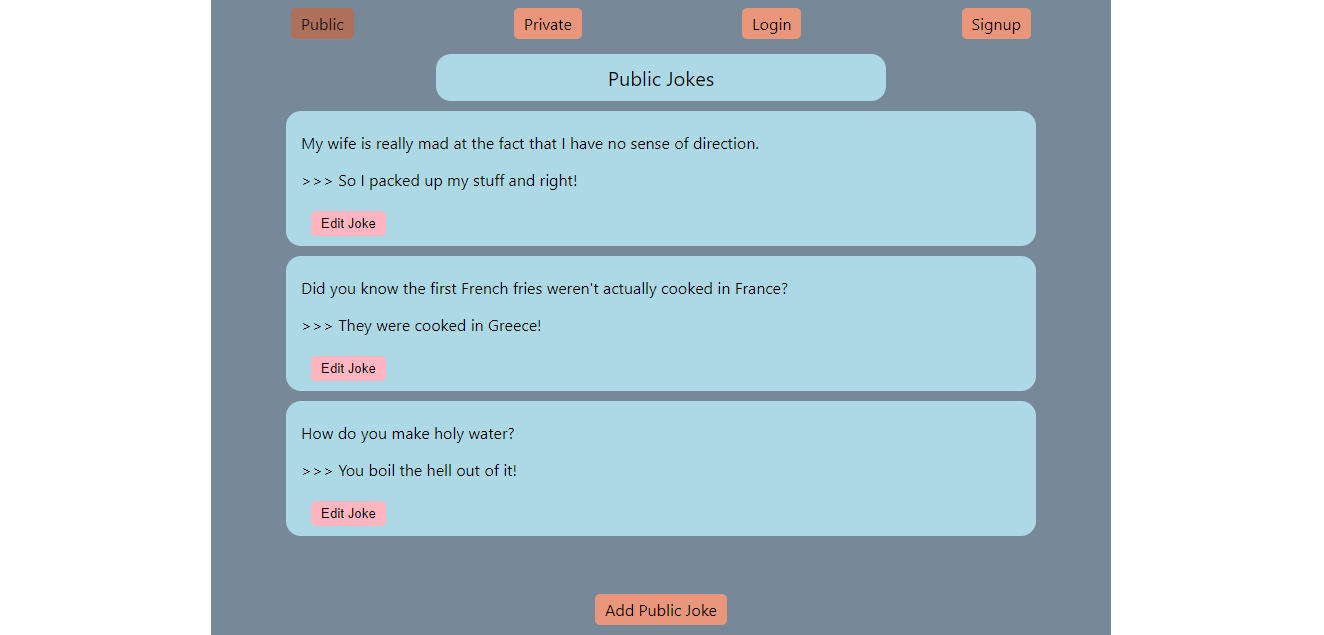 Public Private Login Signup
Public Jokes
My wife is really mad at the fact that I have no sense of direction.
>>> So I packed up my stuff and right!
Edit Joke
Did you know the first French fries weren't actually cooked in France?
>>> They were cooked in Greece!
Edit Joke
How do you make holy water?
>>> You boil the hell out of it!
Edit Joke
Add Public Joke